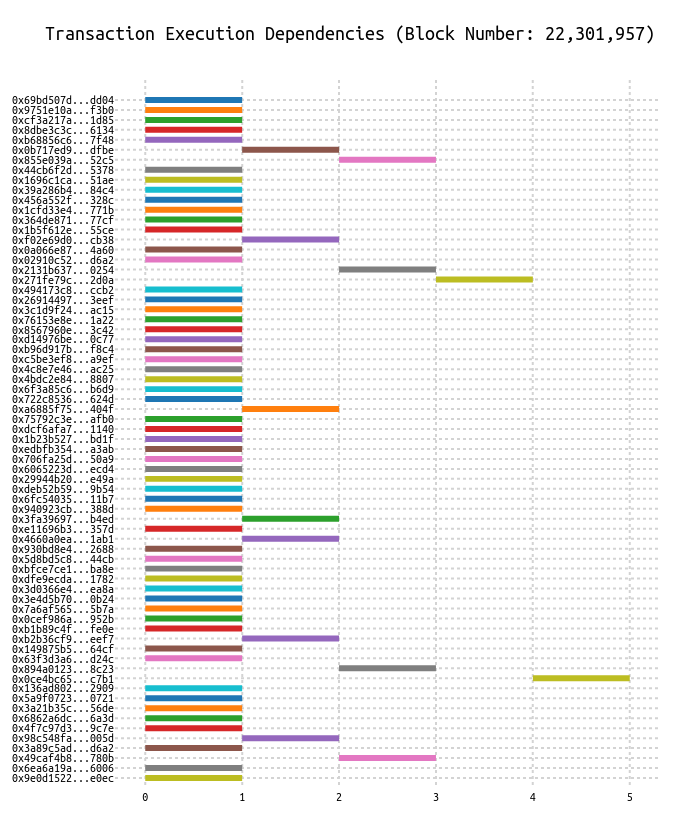 Transaction Execution Dependencies (Block Number: 22,301,957)
0x69bd507d...dd04
0x9751e10a...f3b0
0xcf3a217a...1d85
0x8dbe3c3c...6134
0xb68856c6...7f48
0x0b717ed9...dfbe
0x855e039a...52c5
0x44cb6f2d...5378
0x1696c1ca...51ae
0x39a286b4...84c4
0x456a552f...328c
0x1cfd33e4...771b
0x364de871...77cf
0x1b5f612e...55ce
0xf02e69d0...cb38
0x0a066e87...4a60
0x02910c52...d6a2
0x2131b637...0254
0x271fe79c...2d0a
0x494173c8...ccb2
0x26914497...3eef
0x3c1d9f24...ac15
0x76153e8e...1a22
0x8567960e...3c42
0xd14976be...0c77
0xb96d917b...f8c4
0xc5be3ef8...a9ef
0x4c8e7e46...ac25
0x4bdc2e84...8807
0x6f3a85c6...b6d9
0x722c8536...624d
0xa6885f75...404f
0x75792c3e...afb0
0xdcf6afa7...1140
0x1b23b527...bd1f
0xedbfb354...a3ab
0x706fa25d...50a9
0x6065223d...ecd4
0x29944b20...e49a
0xdeb52b59...9b54
0x6fc54035...11b7
0x940923cb...388d
0x3fa39697...b4ed
0xe11696b3...357d
0x4660a0ea...1ab1
0x930bd8e4...2688
0x5d8bd5c8...44cb
0xbfce7ce1...ba8e
0xdfe9ecda...1782
0x3d0366e4...ea8a
0x3e4d5b70...0b24
0x7a6af565...5b7a
0x0cef986a...952b
0xb1b89c4f...fe0e
0xb2b36cf9...eef7
0x149875b5...64cf
0x63f3d3a6...d24c
0x894a0123...8c23
0x0ce4bc65...c7b1
0x136ad802...2909
0x5a9f0723...0721
0x3a21b35c...56de
0x6862a6dc...6a3d
0x4f7c97d3...9c7e
0x98c548fa...005d
0x3a89c5ad...d6a2
0x49caf4b8...780b
0x6ea6a19a...6006
0x9e0d1522...e0ec
0 1 2 3 4 5